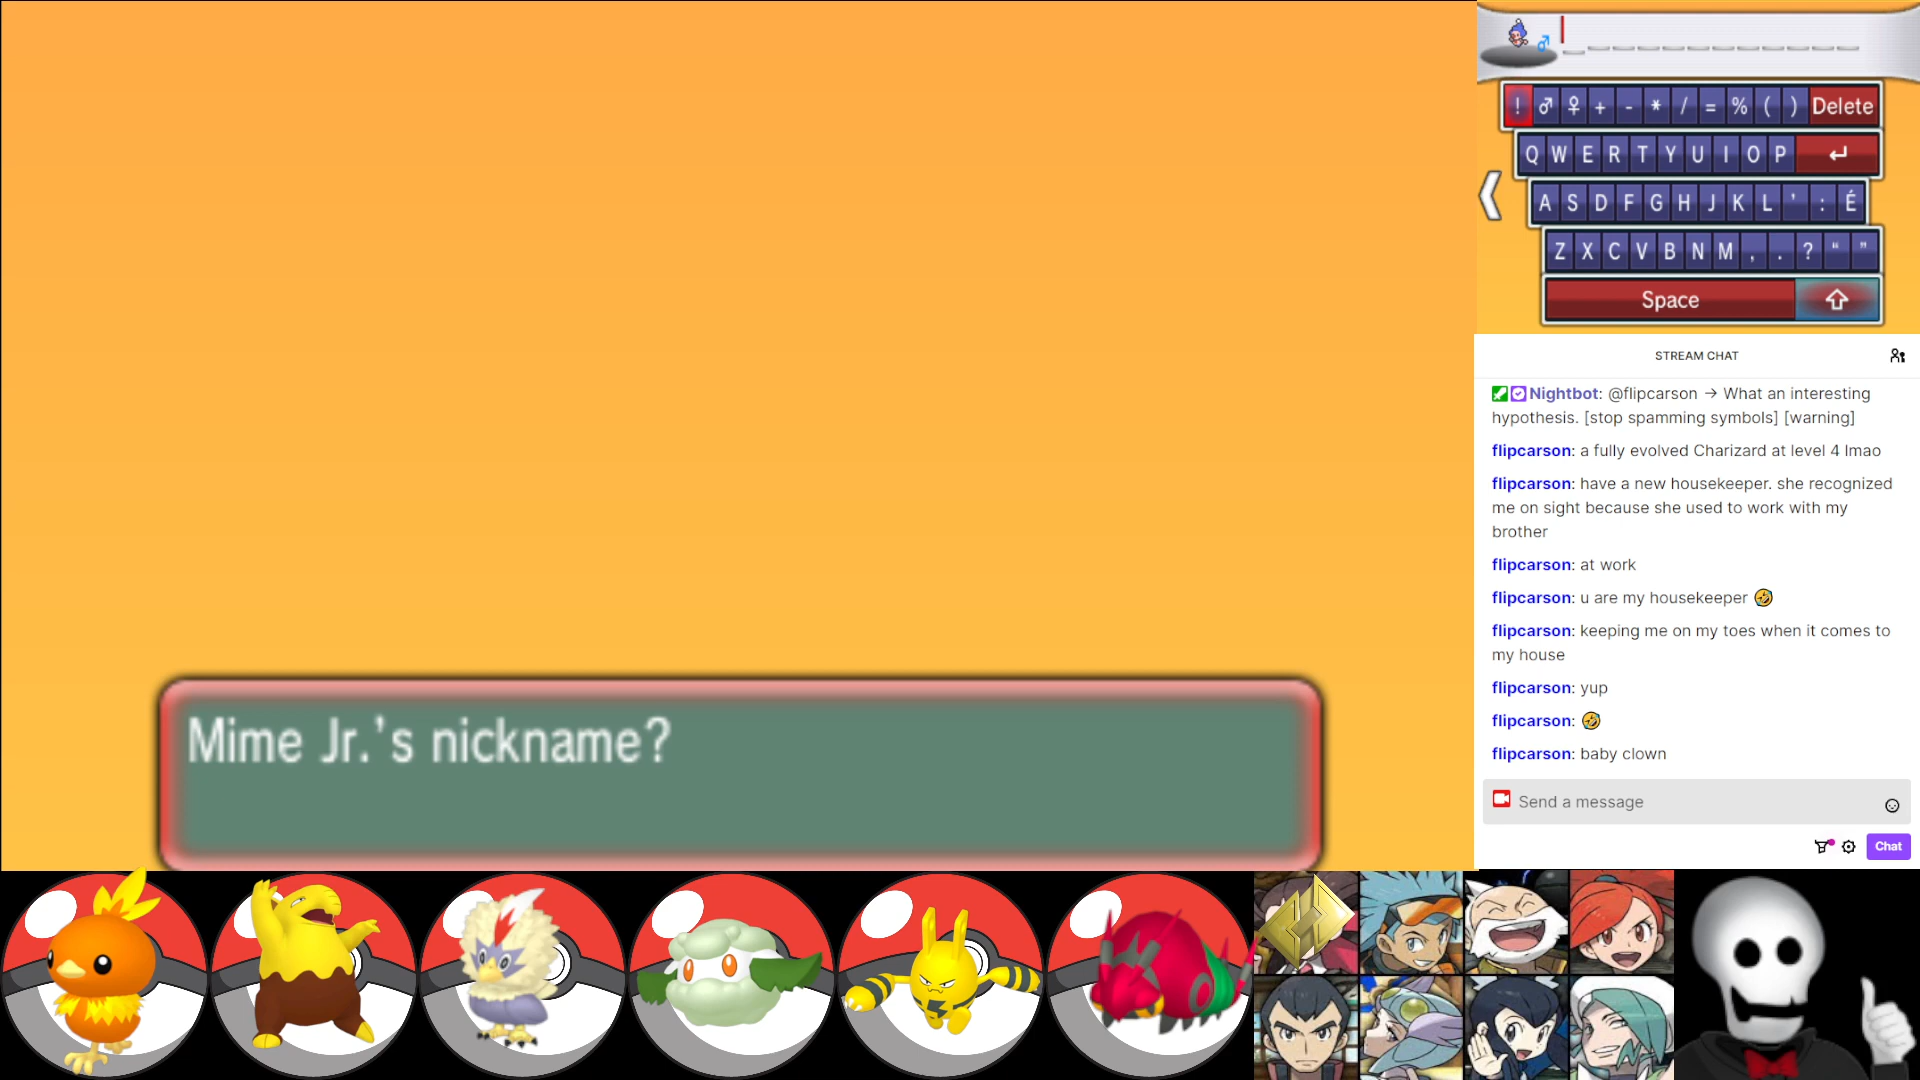 ! ♂ ♀ + - * / = % ( ) Delete
Q W E R T Y U I O P ↵
A S D F G H J K L ' : É
Z X C V B N M , . ? “ ”
Space
STREAM CHAT
Nightbot: @flipcarson → What an interesting
hypothesis. [stop spamming symbols] [warning]
flipcarson: a fully evolved Charizard at level 4 lmao
flipcarson: have a new housekeeper. she recognized
me on sight because she used to work with my
brother
flipcarson: at work
flipcarson: u are my housekeeper 🤣
flipcarson: keeping me on my toes when it comes to
my house
flipcarson: yup
flipcarson: 🤣
flipcarson: baby clown
Send a message
Chat
Mime Jr.'s nickname?